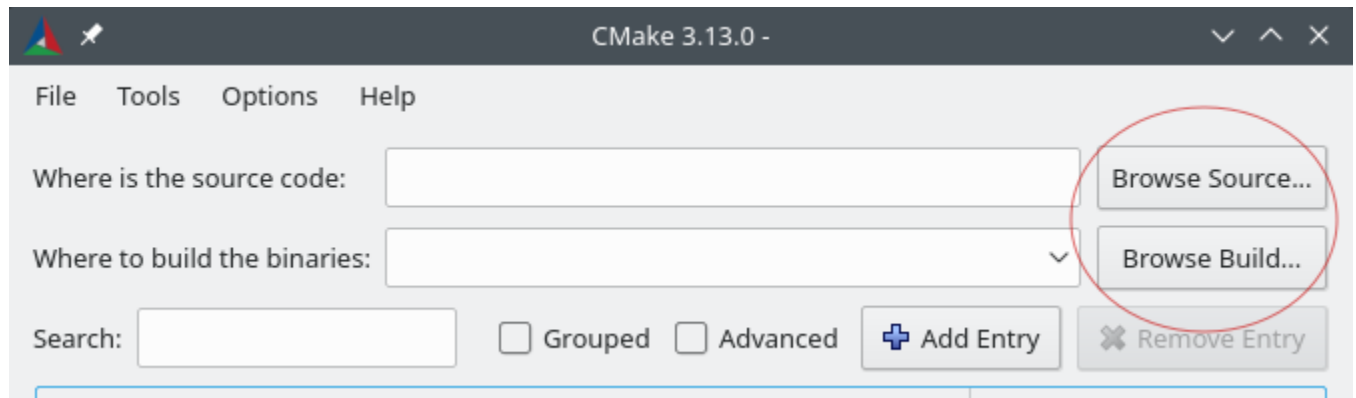 CMake 3.13.0 -
File Tools Options Help
Where is the source code: Browse Source...
Where to build the binaries: Browse Build...
Search: Grouped Advanced Add Entry Remove Entry